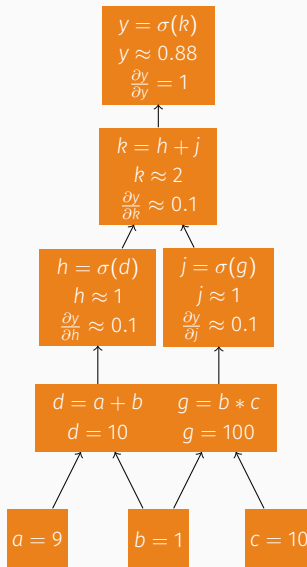 y = σ(k)
y ≈ 0.88
∂y/∂y = 1
k = h + j
k ≈ 2
∂y/∂k ≈ 0.1
h = σ(d)
h ≈ 1
∂y/∂h ≈ 0.1
j = σ(g)
j ≈ 1
∂y/∂j ≈ 0.1
d = a + b
d = 10
g = b ∗ c
g = 100
a = 9
b = 1
c = 10